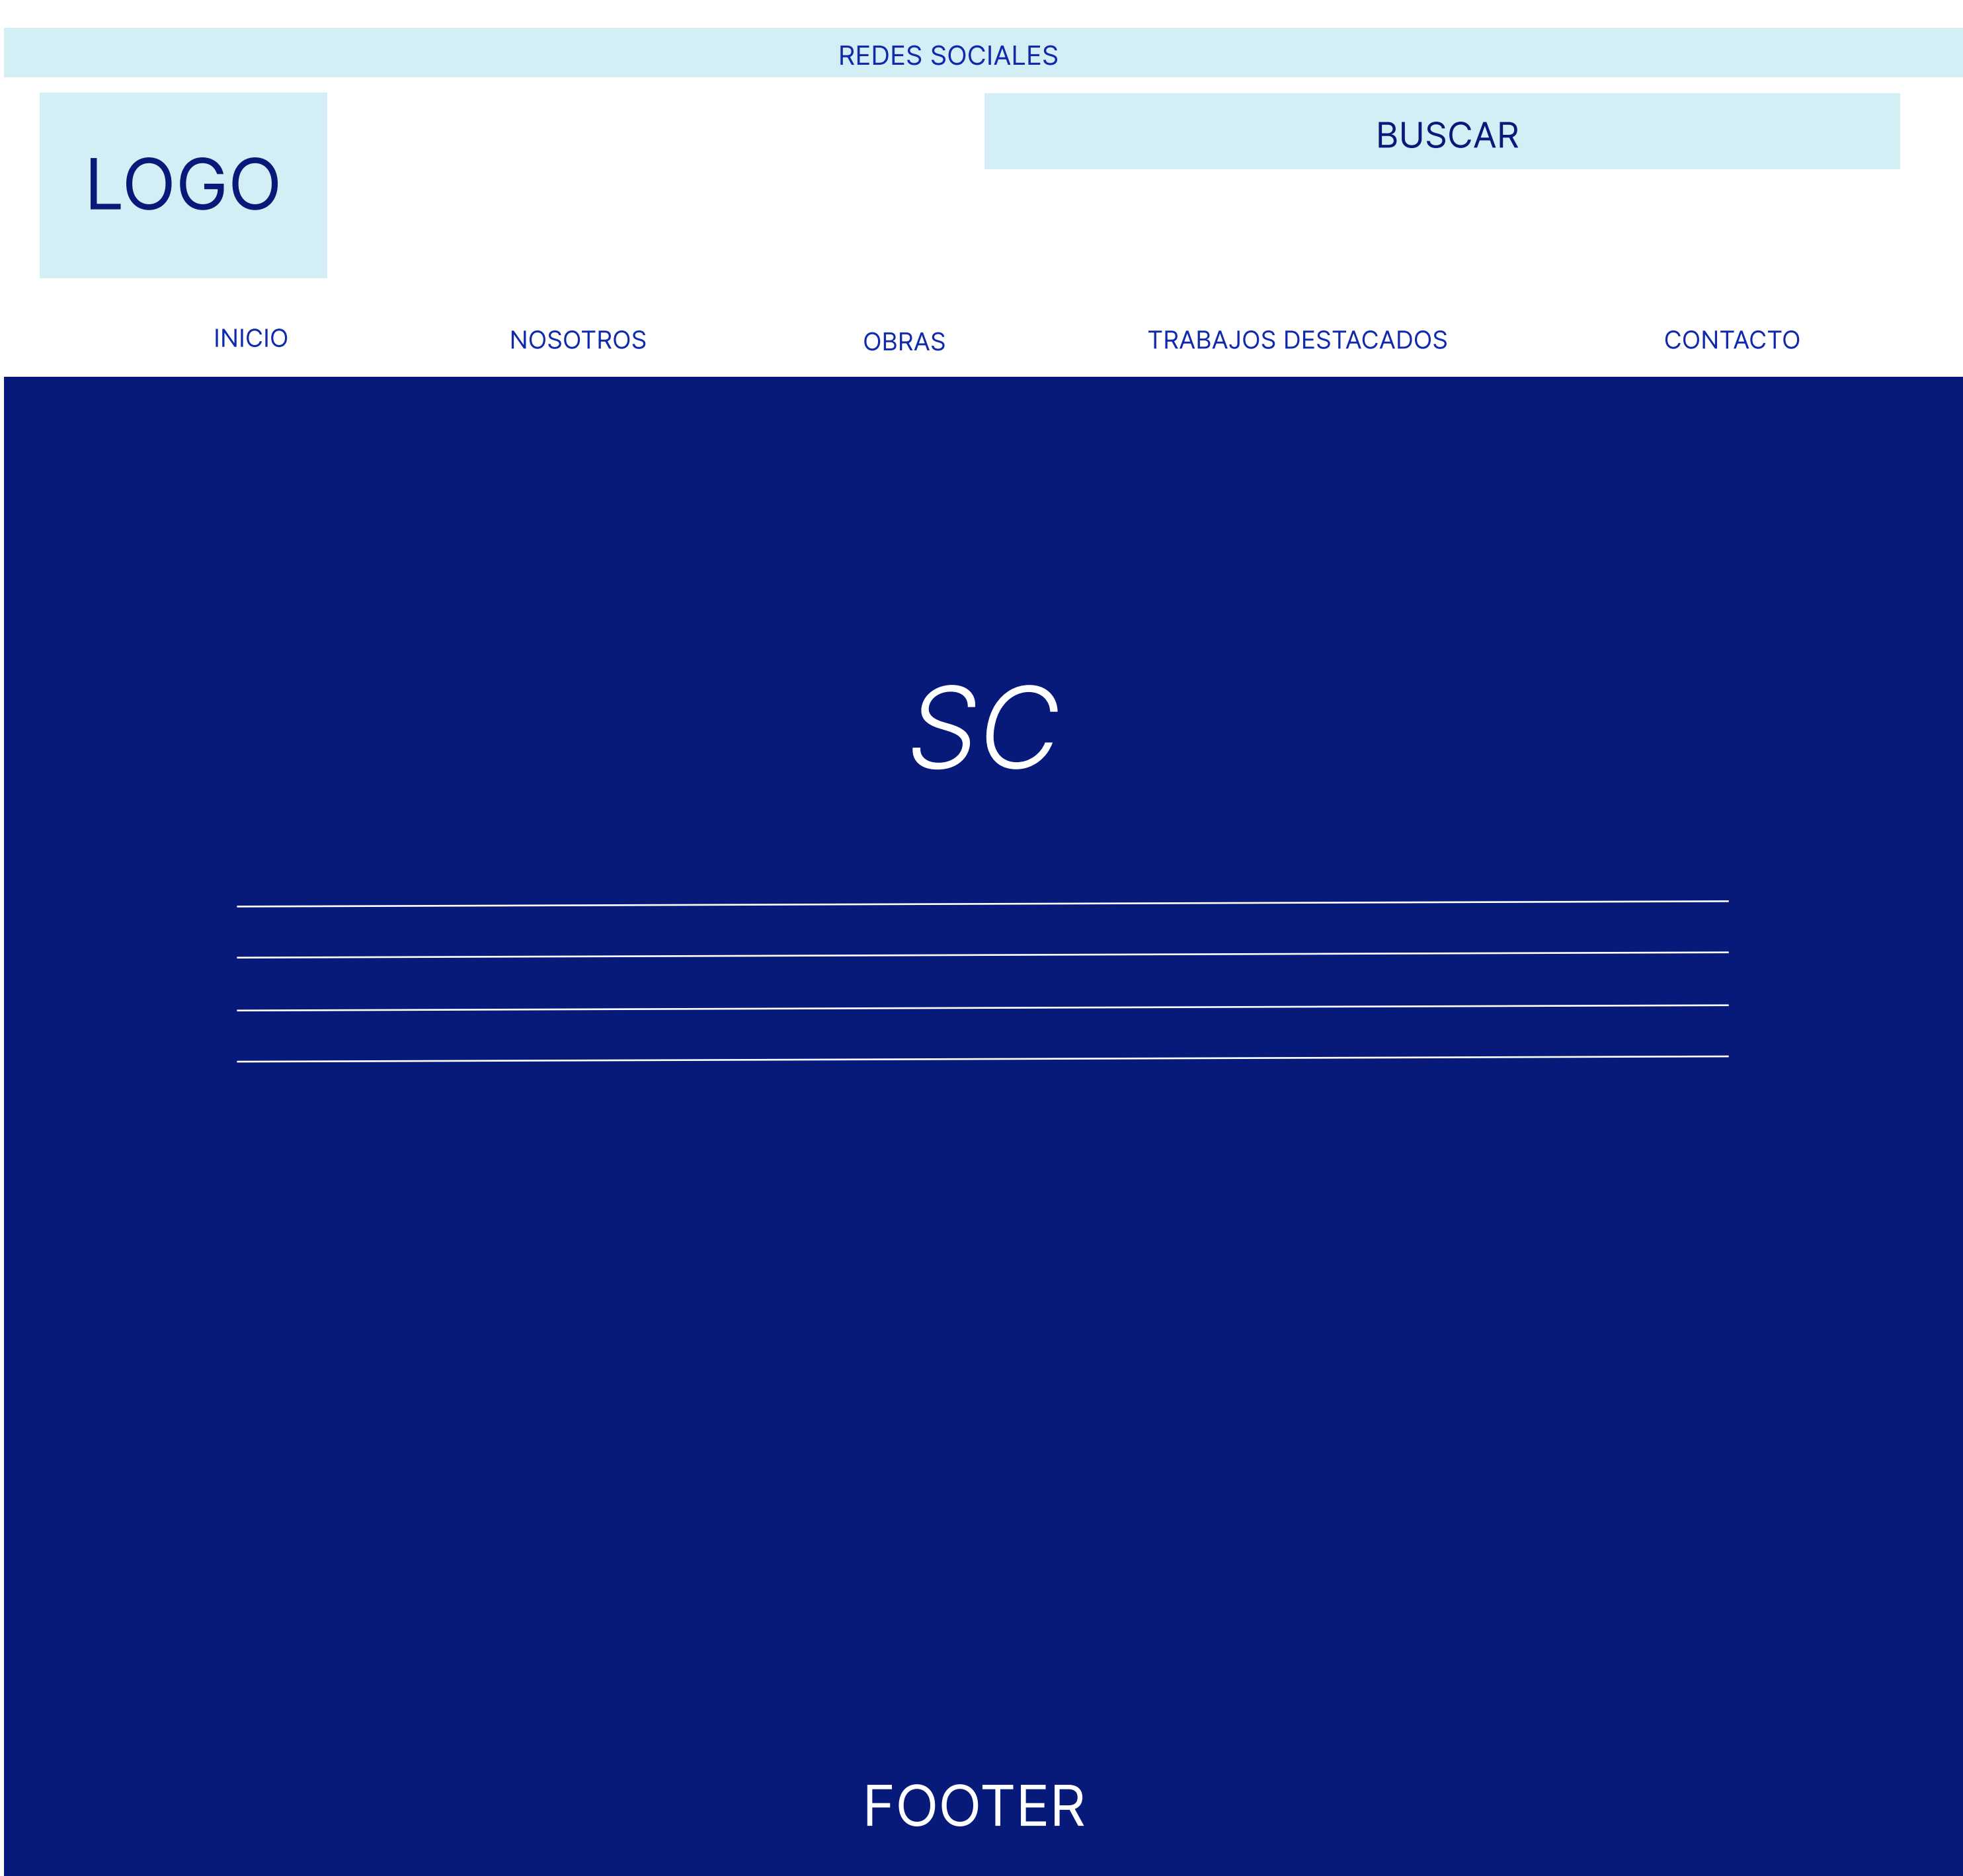 REDES SOCIALES
LOGO
BUSCAR
INICIO NOSOTROS OBRAS TRABAJOS DESTACADOS CONTACTO
SC
FOOTER